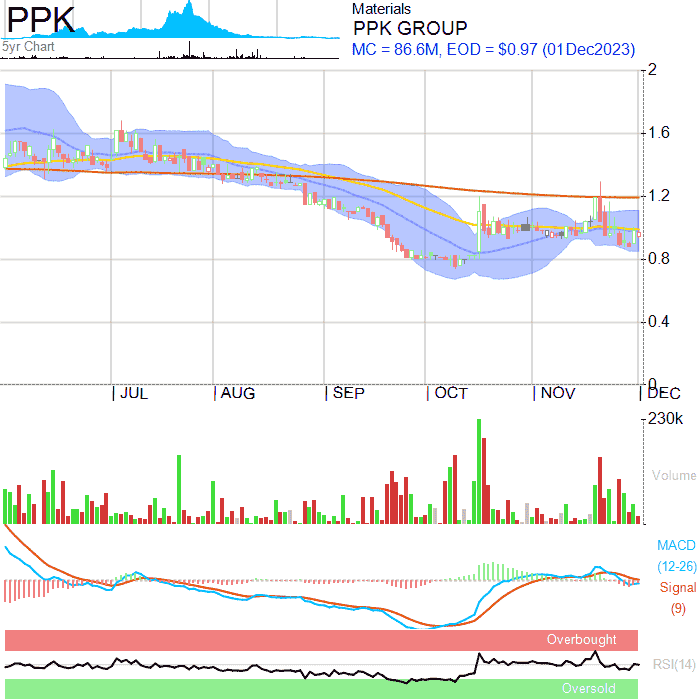 PPK
5yr Chart
Materials
PPK GROUP
MC = 86.6M, EOD = $0.97 (01Dec2023)
2
1.6
1.2
0.8
0.4
0
JUL AUG SEP OCT NOV DEC
230k
Volume
MACD
(12-26)
Signal
(9)
Overbought
RSI(14)
Oversold